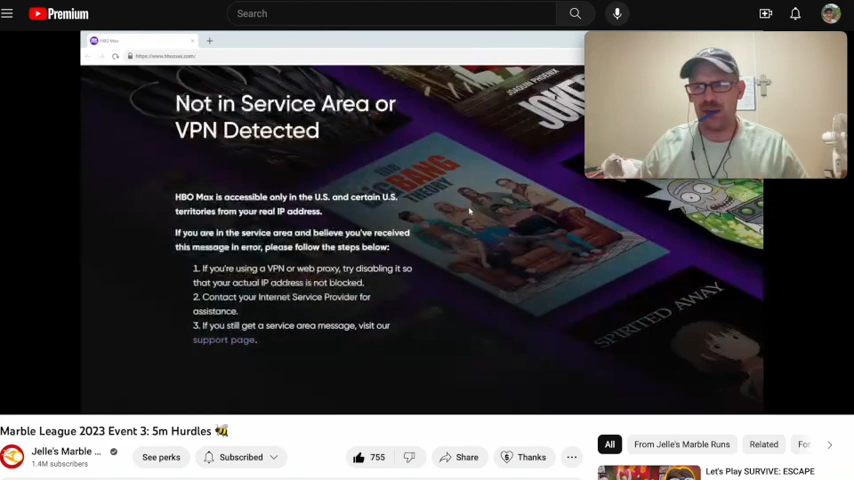 Premium
Search
HBO Max
Not in Service Area or
VPN Detected
HBO Max is accessible only in the U.S. and certain U.S.
territories from your real IP address.
If you are in the service area and believe you've received
this message in error, please follow the steps below:
1. If you're using a VPN or web proxy, try disabling it so
that your actual IP address is not blocked.
2. Contact your Internet Service Provider for
assistance.
3. If you still get a service area message, visit our
support page.
JOAQUIN PHOENIX
JOKER
THE
BIG BANG
THEORY
SPIRITED AWAY
Marble League 2023 Event 3: 5m Hurdles 🐝
Jelle's Marble ...
1.4M subscribers
See perks
Subscribed
755
Share
Thanks
All
From Jelle's Marble Runs
Related
For
Let's Play SURVIVE: ESCAPE